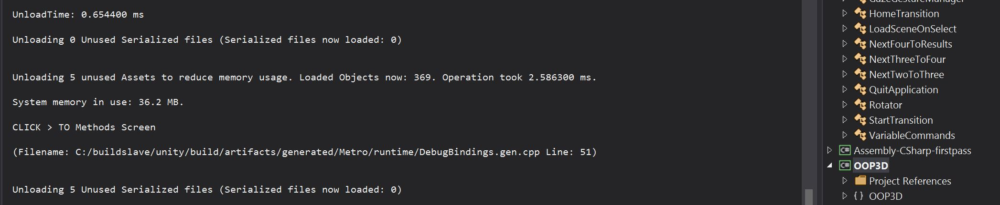 UnloadTime: 0.654400 ms
Unloading 0 Unused Serialized files (Serialized files now loaded: 0)
Unloading 5 unused Assets to reduce memory usage. Loaded Objects now: 369. Operation took 2.586300 ms.
System memory in use: 36.2 MB.
CLICK > TO Methods Screen
(Filename: C:/buildslave/unity/build/artifacts/generated/Metro/runtime/DebugBindings.gen.cpp Line: 51)
Unloading 5 Unused Serialized files (Serialized files now loaded: 0)
GazeGestureManager
HomeTransition
LoadSceneOnSelect
NextFourToResults
NextThreeToFour
NextTwoToThree
QuitApplication
Rotator
StartTransition
VariableCommands
C# Assembly-CSharp-firstpass
C# OOP3D
Project References
{ } OOP3D